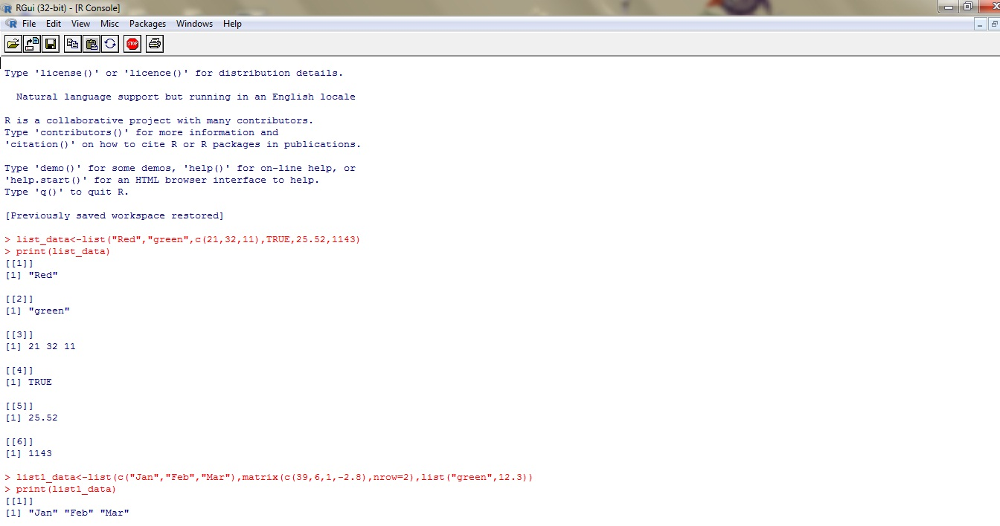 RGui (32-bit) - [R Console]
File Edit View Misc Packages Windows Help
STOP
Type 'license()' or 'licence()' for distribution details.
Natural language support but running in an English locale
R is a collaborative project with many contributors.
Type 'contributors()' for more information and
'citation()' on how to cite R or R packages in publications.
Type 'demo()' for some demos, 'help()' for on-line help, or
'help.start()' for an HTML browser interface to help.
Type 'q()' to quit R.
[Previously saved workspace restored]
> list_data<-list("Red","green",c(21,32,11),TRUE,25.52,1143)
> print(list_data)
[[1]]
[1] "Red"
[[2]]
[1] "green"
[[3]]
[1] 21 32 11
[[4]]
[1] TRUE
[[5]]
[1] 25.52
[[6]]
[1] 1143
> list1_data<-list(c("Jan","Feb","Mar"),matrix(c(39,6,1,-2.8),nrow=2),list("green",12.3))
> print(list1_data)
[[1]]
[1] "Jan" "Feb" "Mar"